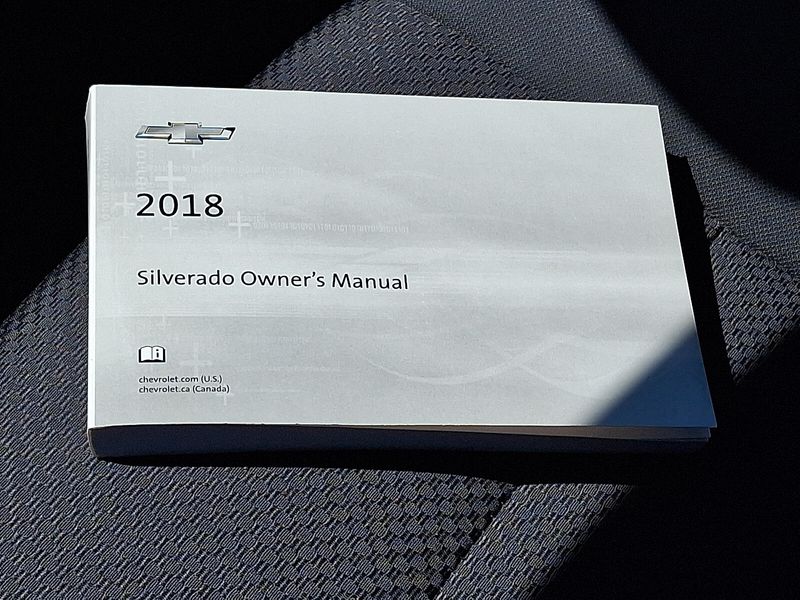 2018
Silverado Owner's Manual
chevrolet.com (U.S.)
chevrolet.ca (Canada)